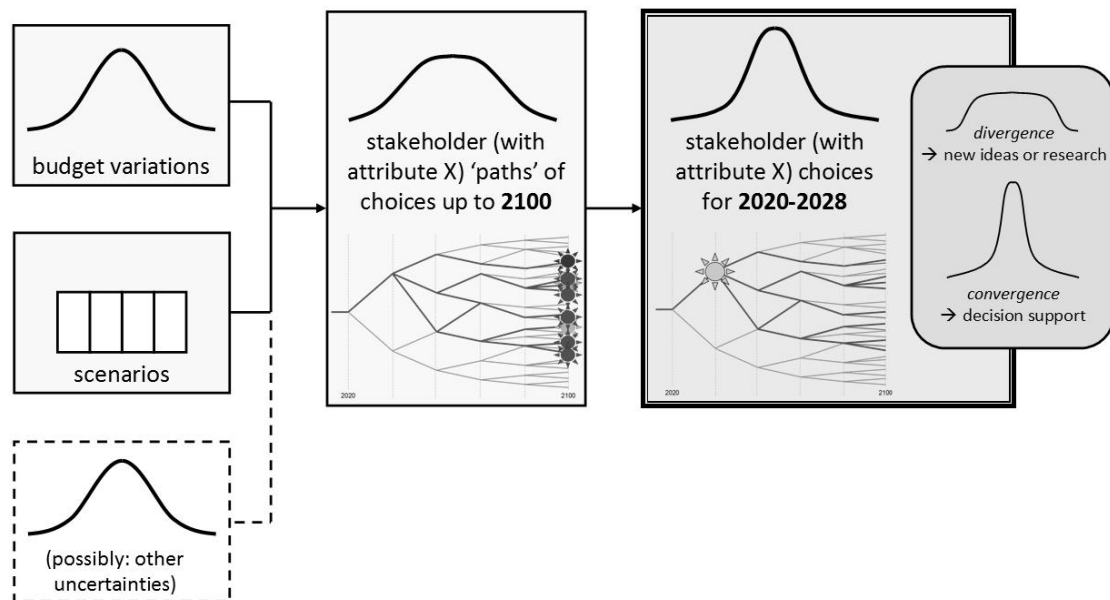 budget variations
scenarios
(possibly: other
uncertainties)
stakeholder (with
attribute X) ‘paths’ of
choices up to 2100
2020
2100
stakeholder (with
attribute X) choices
for 2020-2028
2020
2100
divergence
→ new ideas or research
convergence
→ decision support